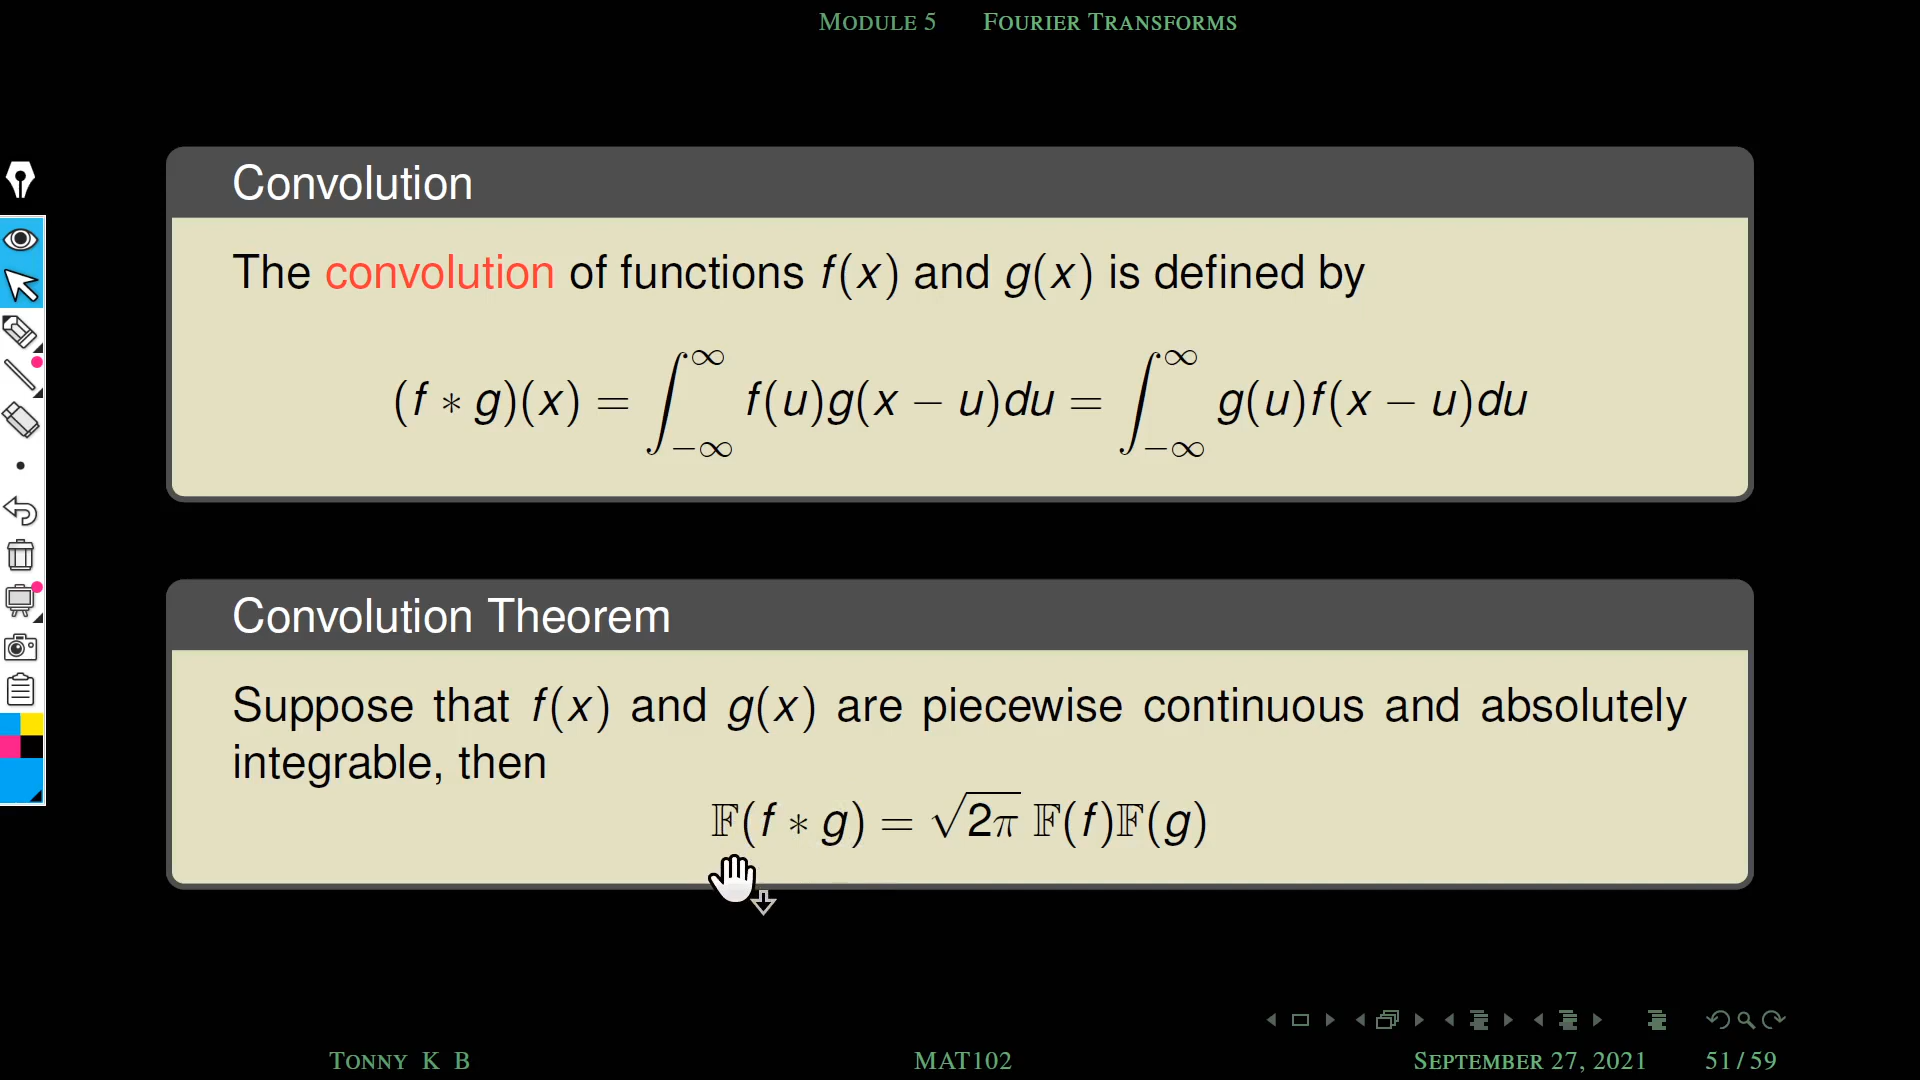 MODULE 5 FOURIER TRANSFORMS
Convolution
The convolution of functions f(x) and g(x) is defined by
(f ∗ g)(x) = ∫_{−∞}^{∞} f(u)g(x − u)du = ∫_{−∞}^{∞} g(u)f(x − u)du
Convolution Theorem
Suppose that f(x) and g(x) are piecewise continuous and absolutely
integrable, then
𝔽(f ∗ g) = √2π 𝔽(f)𝔽(g)
TONNY K B MAT102 SEPTEMBER 27, 2021 51 / 59